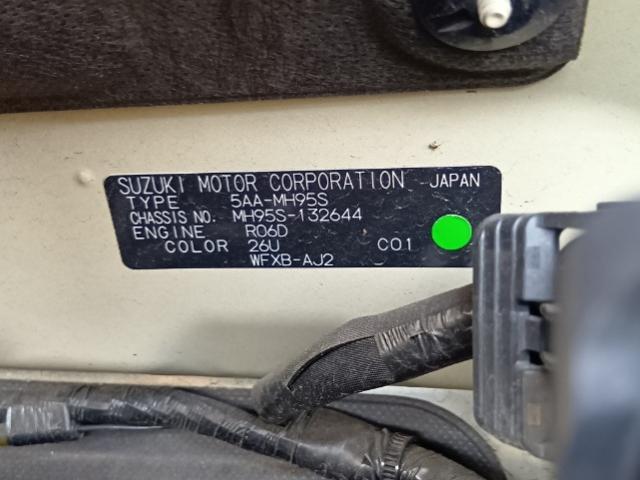 SUZUKI MOTOR CORPORATION JAPAN
TYPE 5AA-MH95S
CHASSIS NO. MH95S-132644
ENGINE R06D
COLOR 26U C01
WFXB-AJ2